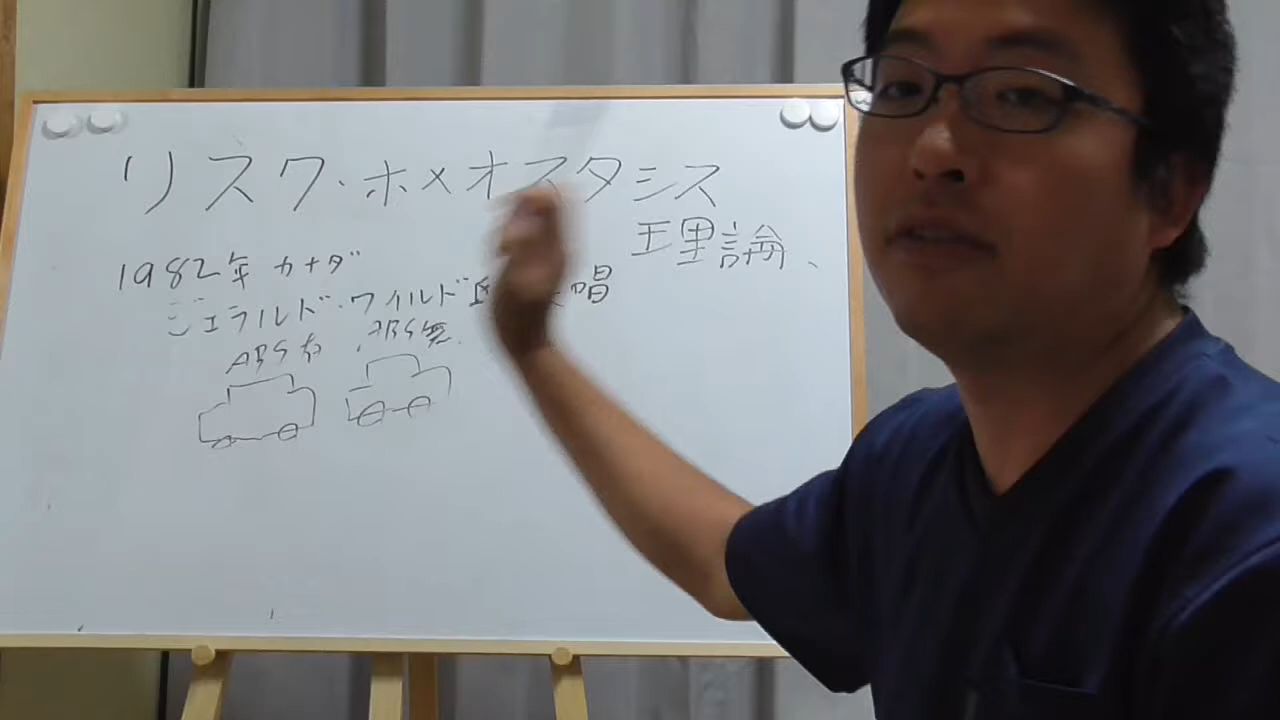 リスク・ホメオスタシス
理論、
1982年 カナダ
ジェラルド・ワイルド氏 唱
ABS有 ABS無